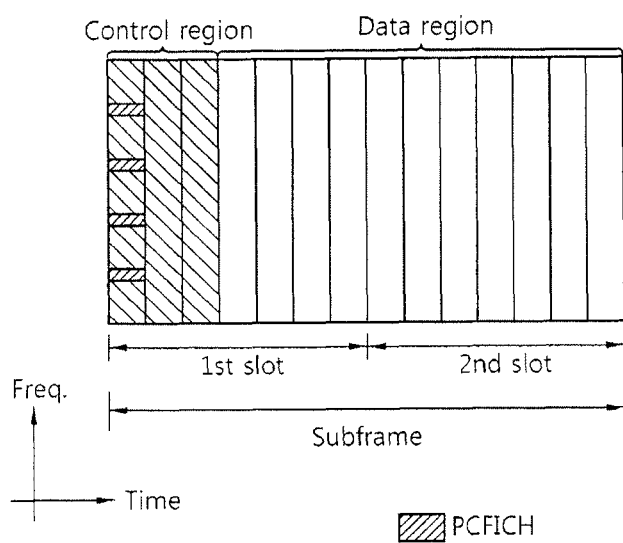 Control region
Data region
1st slot
2nd slot
Freq.
Subframe
Time
PCFICH